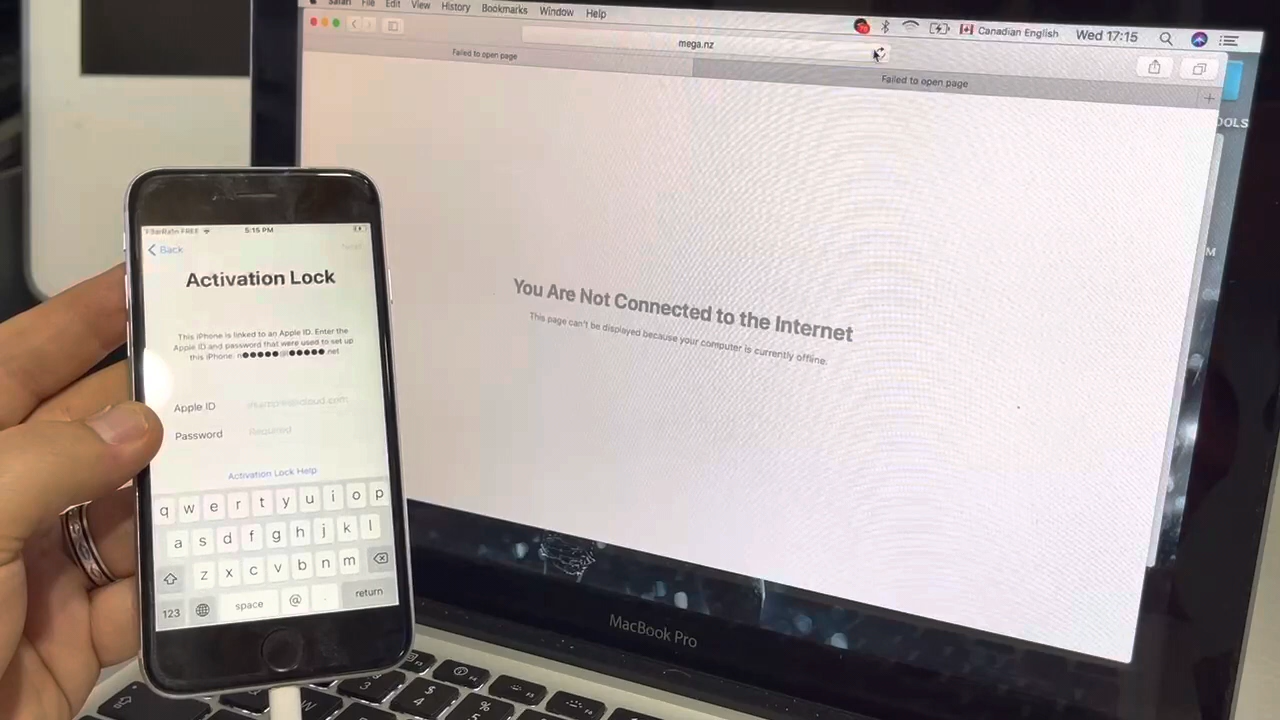 Safari File Edit View History Bookmarks Window Help
Canadian English Wed 17:15
mega.nz
Failed to open page
Failed to open page
You Are Not Connected to the Internet
This page can't be displayed because your computer is currently offline.
MacBook Pro
5:15 PM
Back
Next
Activation Lock
This iPhone is linked to an Apple ID. Enter the
Apple ID and password that were used to set up
this iPhone. n●●●●●@●●●●●.net
Apple ID
Password Required
Activation Lock Help
q w e r t y u i o p
a s d f g h j k l
z x c v b n m
123 space @ . return